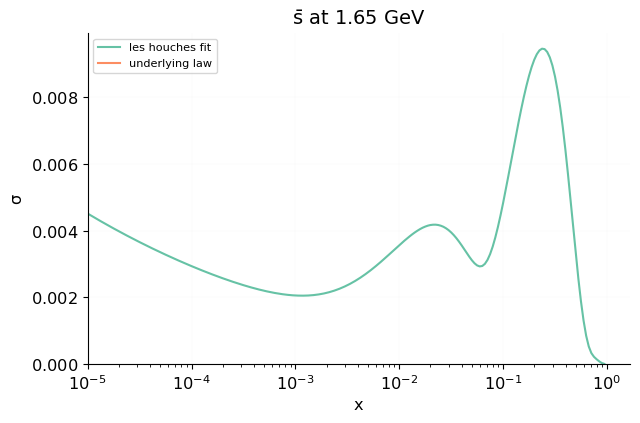 s̄ at 1.65 GeV
les houches fit
underlying law
σ
0.008
0.006
0.004
0.002
0.000
10⁻⁵ 10⁻⁴ 10⁻³ 10⁻² 10⁻¹ 10⁰
x